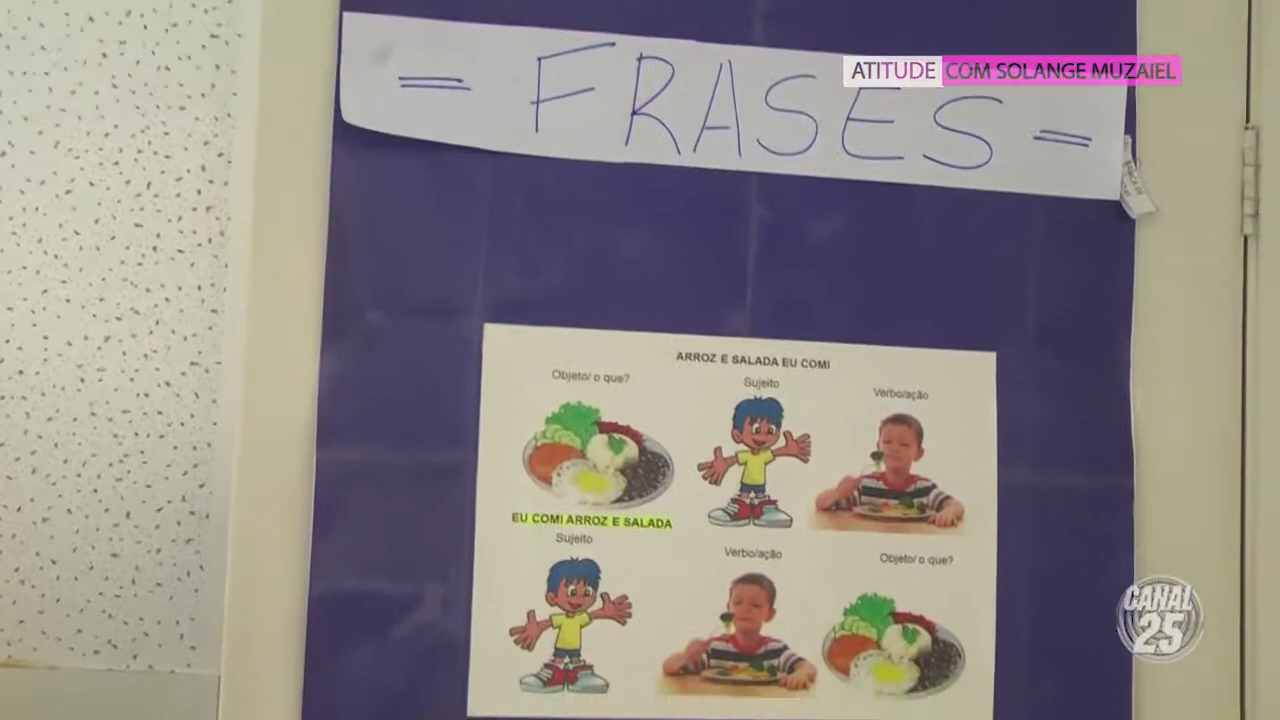 = FRASES =
ATITUDE COM SOLANGE MUZAIEL
ARROZ E SALADA EU COMI
Objeto/ o que? Sujeito Verbo/ação
EU COMI ARROZ E SALADA
Sujeito Verbo/ação Objeto/ o que?
CANAL
25